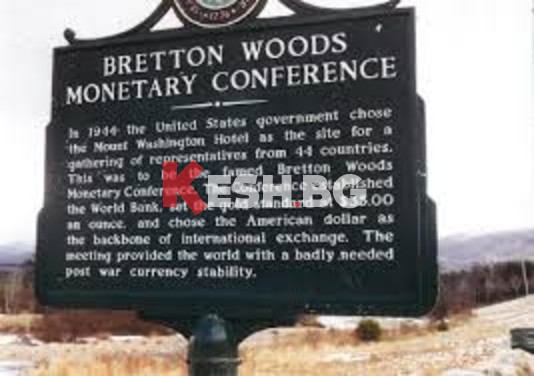 1776
BRETTON WOODS
MONETARY CONFERENCE
In 1944 the United States government chose
the Mount Washington Hotel as the site for a
gathering of representatives from 44 countries.
This was to be the famed Bretton Woods
Monetary Conference. The Conference established
the World Bank, set the gold standard $35.00
an ounce, and chose the American dollar as
the backbone of international exchange. The
meeting provided the world with a badly needed
post war currency stability.
KESH.BG